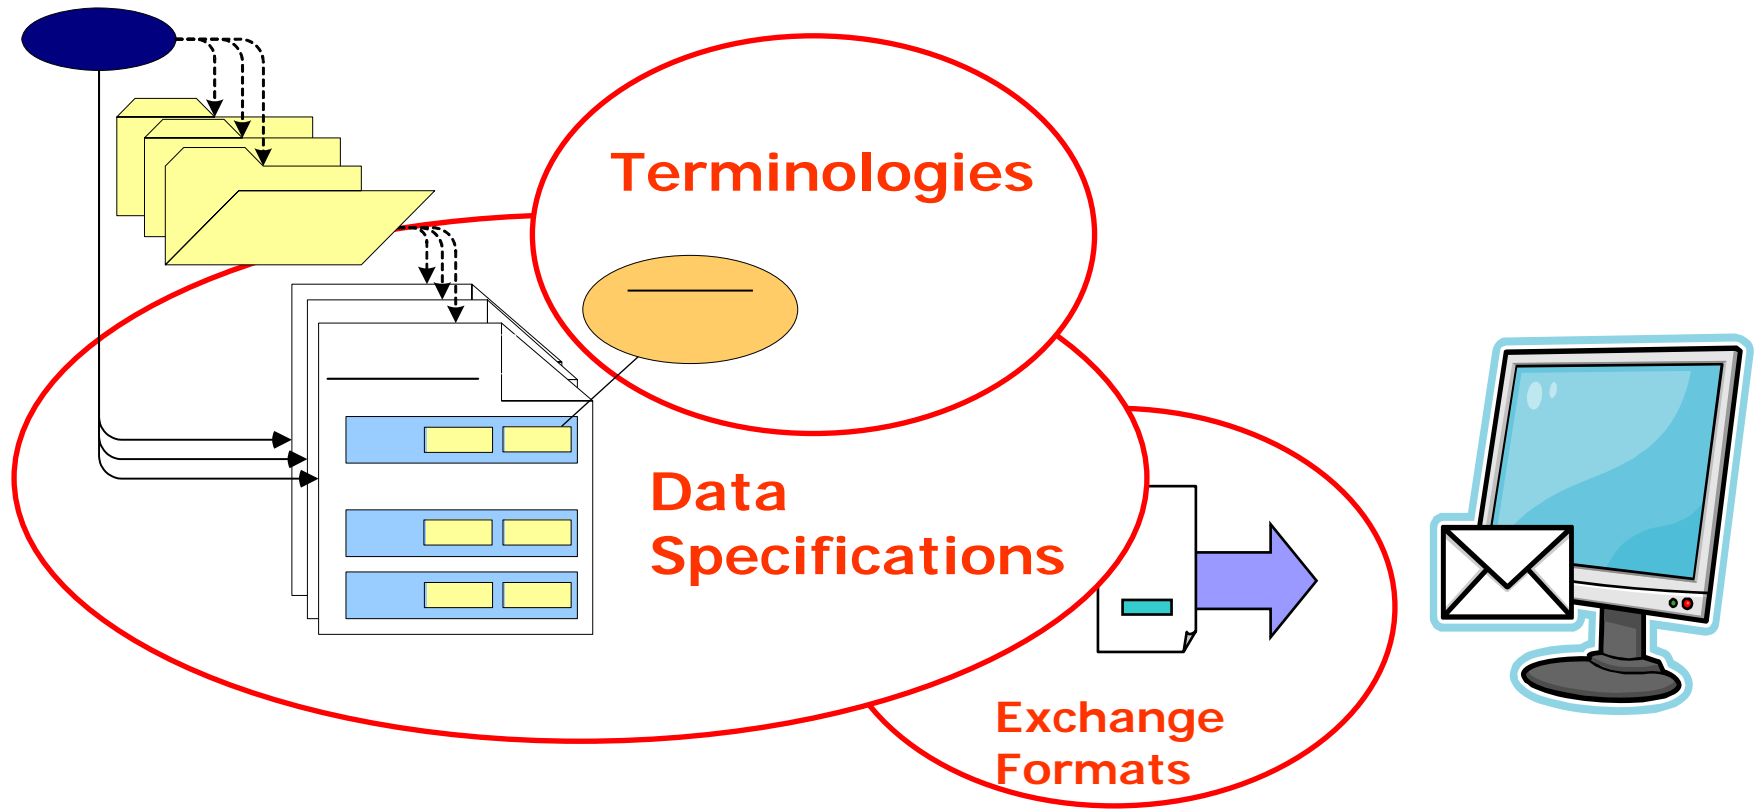 Terminologies
Data
Specifications
Exchange
Formats